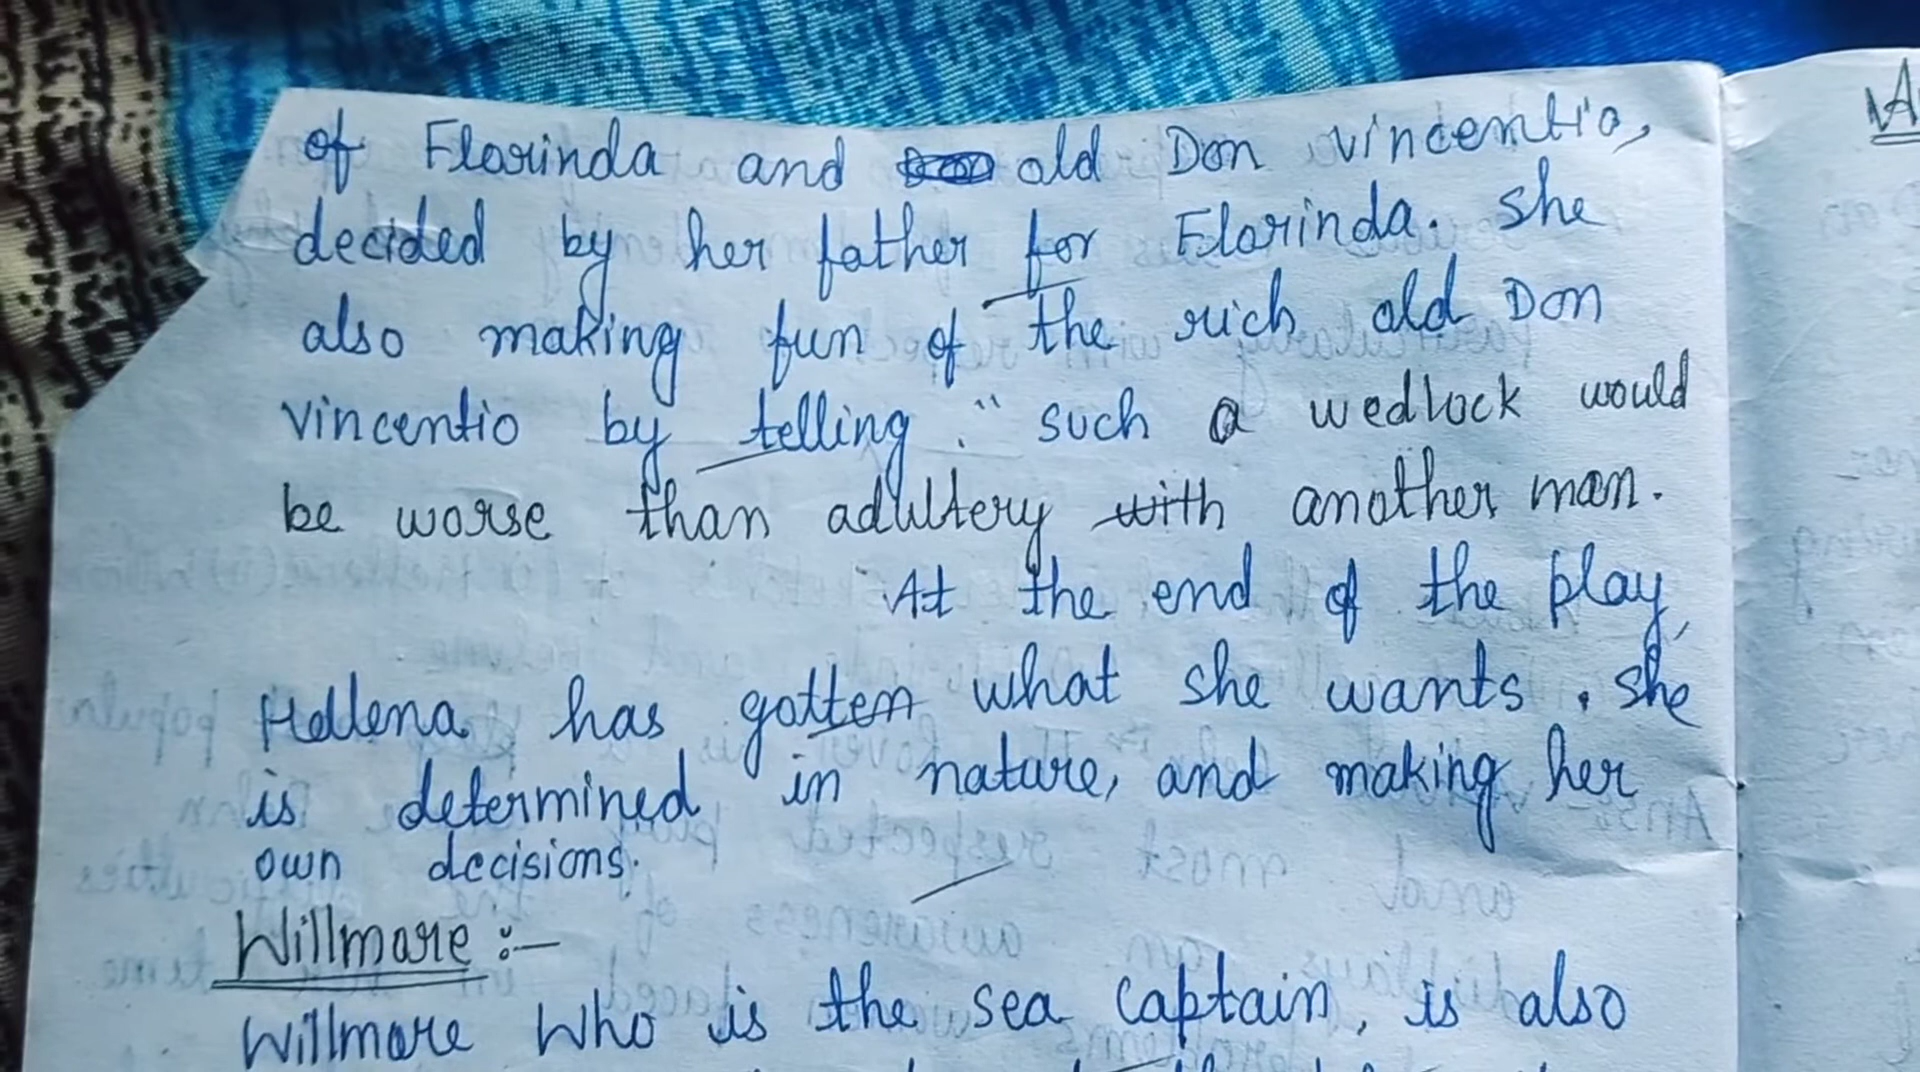 of Florinda and old Don vincentio,
decided by her father for Florinda. she
also making fun of the rich old Don
vincentio by telling :" such a wedlock would
be worse than adultery with another man.
At the end of the play,
Hellena has gotten what she wants. she
is determined in nature, and making her
own decisions.
Willmore :-
Willmore Who is the sea captain, is also